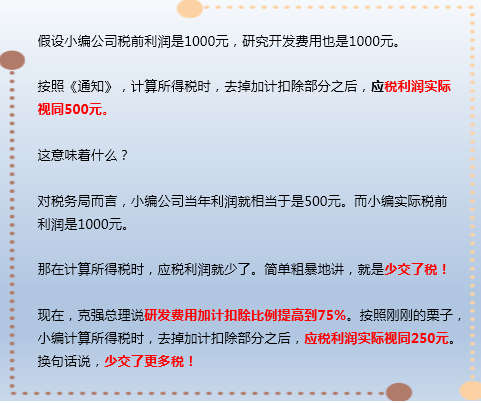 假设小编公司税前利润是1000元，研究开发费用也是1000元。
按照《通知》，计算所得税时，去掉加计扣除部分之后，应税利润实际
视同500元。
这意味着什么？
对税务局而言，小编公司当年利润就相当于是500元。而小编实际税前
利润是1000元。
那在计算所得税时，应税利润就少了。简单粗暴地讲，就是少交了税！
现在，克强总理说研发费用加计扣除比例提高到75%。按照刚刚的栗子，
小编计算所得税时，去掉加计扣除部分之后，应税利润实际视同250元。
换句话说，少交了更多税！